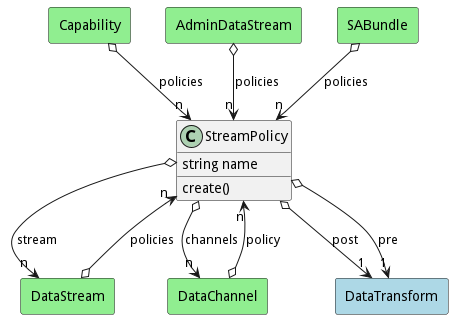 Capability
AdminDataStream
SABundle
policies
policies
policies
n
n
n
C StreamPolicy
string name
create()
n
n
stream
policies
channels
policy
post
pre
n
n
1
1
DataStream
DataChannel
DataTransform